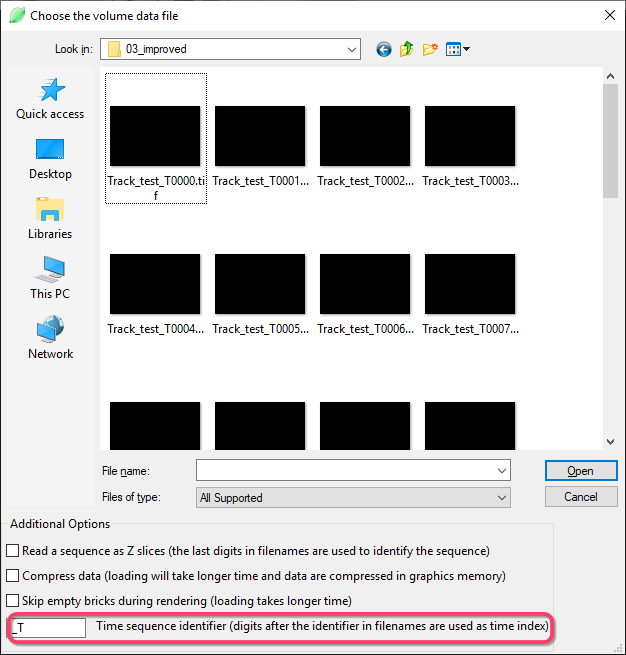 Choose the volume data file
Look in: 03_improved
Quick access
Desktop
Libraries
This PC
Network
Track_test_T0000.ti
f
Track_test_T0001... Track_test_T0002... Track_test_T0003...
Track_test_T0004... Track_test_T0005... Track_test_T0006... Track_test_T0007...
File name:
Open
Files of type: All Supported
Cancel
Additional Options
Read a sequence as Z slices (the last digits in filenames are used to identify the sequence)
Compress data (loading will take longer time and data are compressed in graphics memory)
Skip empty bricks during rendering (loading takes longer time)
_T Time sequence identifier (digits after the identifier in filenames are used as time index)